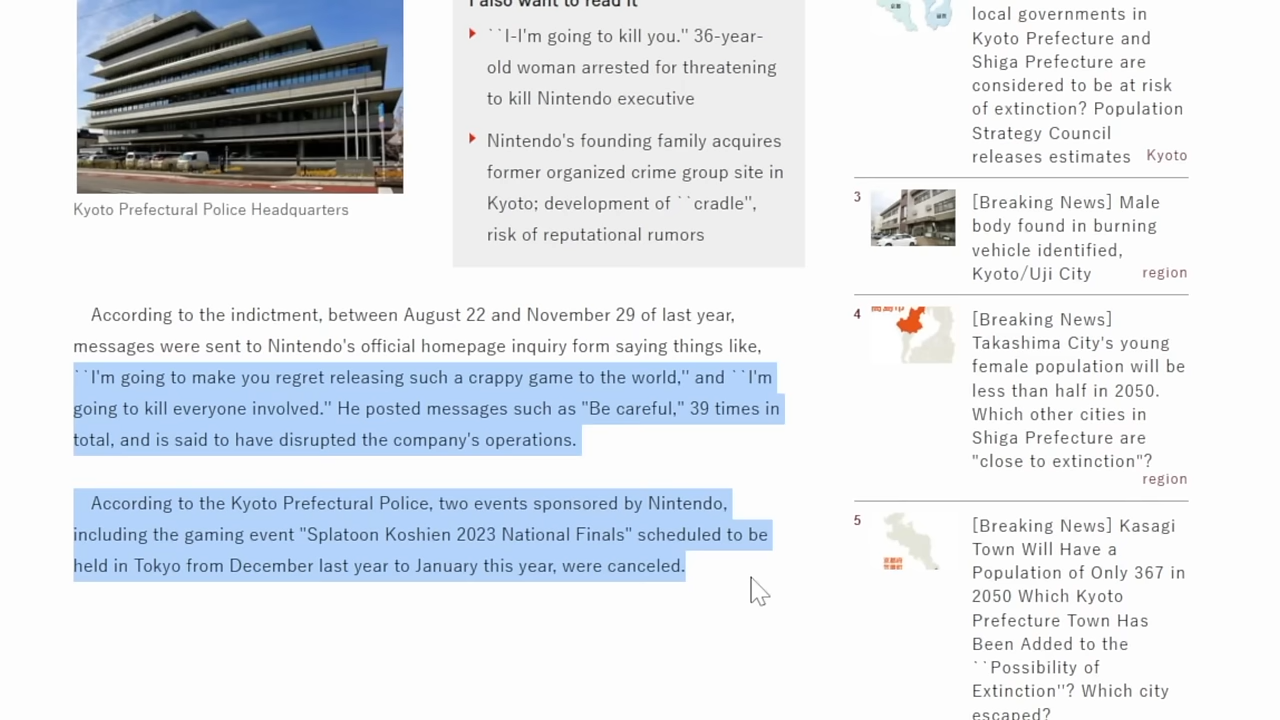 I also want to read it
``I-I'm going to kill you." 36-year-
old woman arrested for threatening
to kill Nintendo executive
Nintendo's founding family acquires
former organized crime group site in
Kyoto; development of ``cradle",
risk of reputational rumors
Kyoto Prefectural Police Headquarters
According to the indictment, between August 22 and November 29 of last year,
messages were sent to Nintendo's official homepage inquiry form saying things like,
``I'm going to make you regret releasing such a crappy game to the world,'' and ``I'm
going to kill everyone involved.'' He posted messages such as "Be careful," 39 times in
total, and is said to have disrupted the company's operations.
According to the Kyoto Prefectural Police, two events sponsored by Nintendo,
including the gaming event "Splatoon Koshien 2023 National Finals" scheduled to be
held in Tokyo from December last year to January this year, were canceled.
local governments in
Kyoto Prefecture and
Shiga Prefecture are
considered to be at risk
of extinction? Population
Strategy Council
releases estimates Kyoto
3
[Breaking News] Male
body found in burning
vehicle identified,
Kyoto/Uji City region
4
[Breaking News]
Takashima City's young
female population will be
less than half in 2050.
Which other cities in
Shiga Prefecture are
"close to extinction"?
region
5
[Breaking News] Kasagi
Town Will Have a
Population of Only 367 in
2050 Which Kyoto
Prefecture Town Has
Been Added to the
``Possibility of
Extinction''? Which city
escaped?